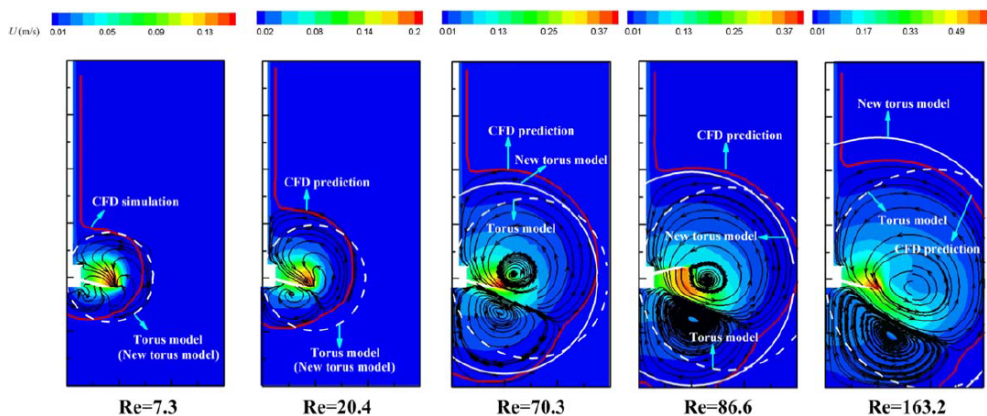 U(m/s)
0.01 0.05 0.09 0.13
0.02 0.08 0.14 0.2
0.01 0.13 0.25 0.37
0.01 0.13 0.25 0.37
0.01 0.17 0.33 0.49
CFD simulation
Torus model
(New torus model)
CFD prediction
Torus model
(New torus model)
CFD prediction
New torus model
Torus model
CFD prediction
New torus model
Torus model
New torus model
Torus model
CFD prediction
Re=7.3
Re=20.4
Re=70.3
Re=86.6
Re=163.2